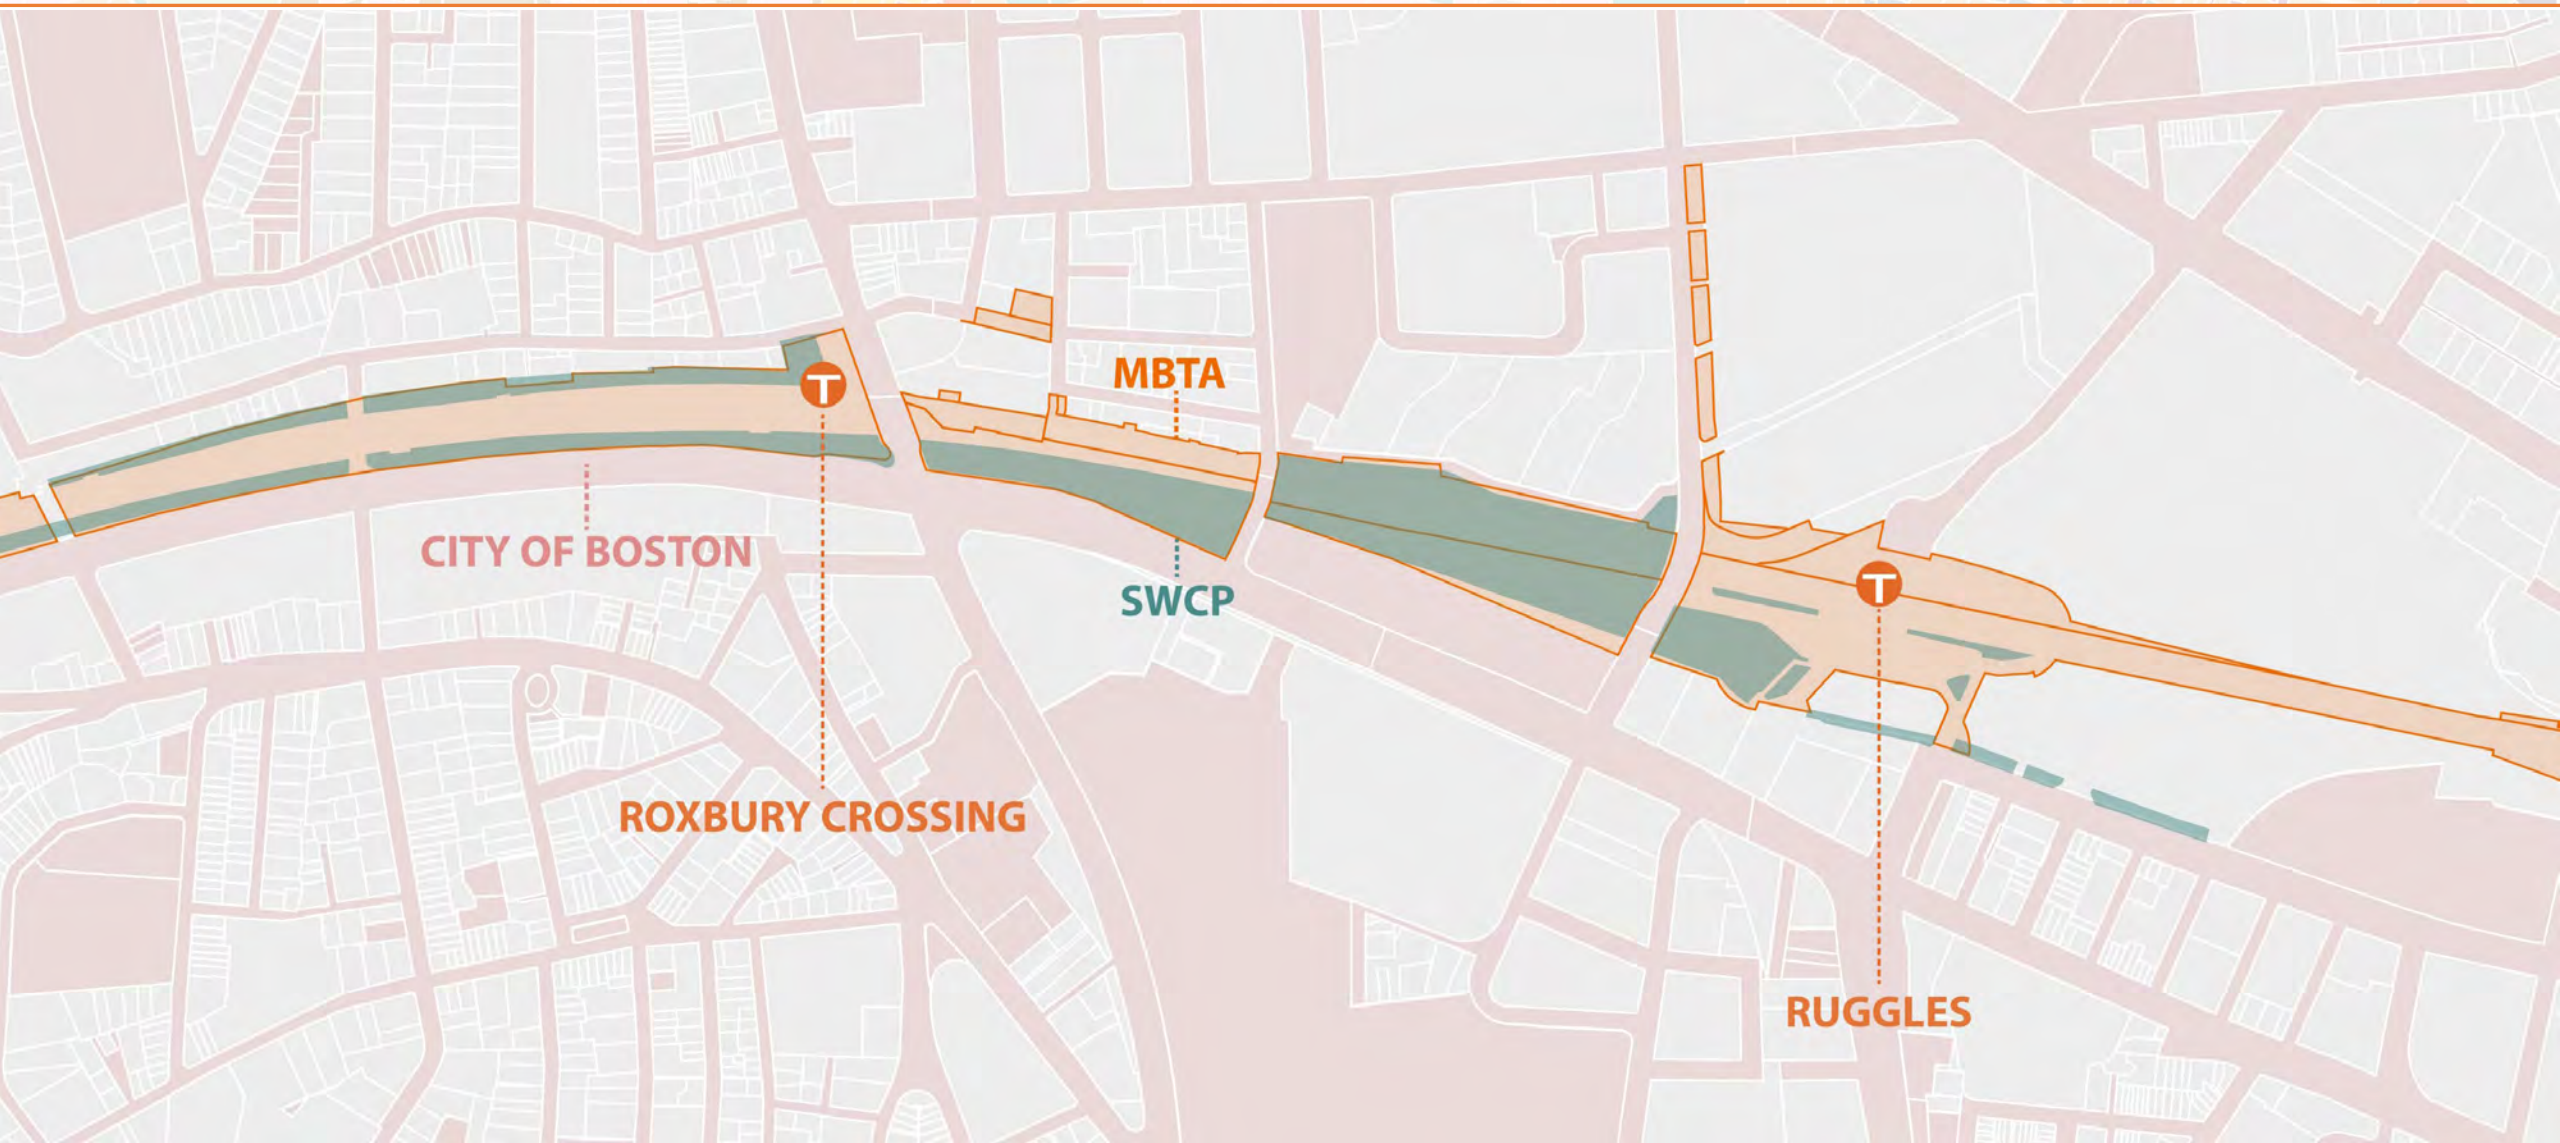 T
MBTA
CITY OF BOSTON
T
SWCP
ROXBURY CROSSING
RUGGLES